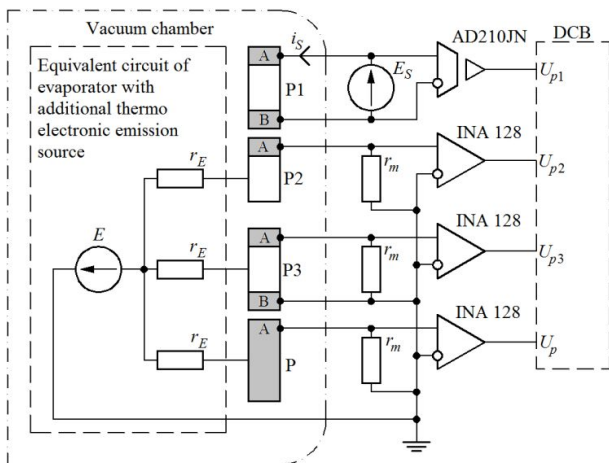 Vacuum chamber
Equivalent circuit of
evaporator with
additional thermo
electronic emission
source
A
P1
B
i_S
E_S
AD210JN
DCB
U_p1
r_E
A
P2
r_m
INA 128
U_p2
E
r_E
A
P3
B
r_m
INA 128
U_p3
r_E
A
P
r_m
INA 128
U_p